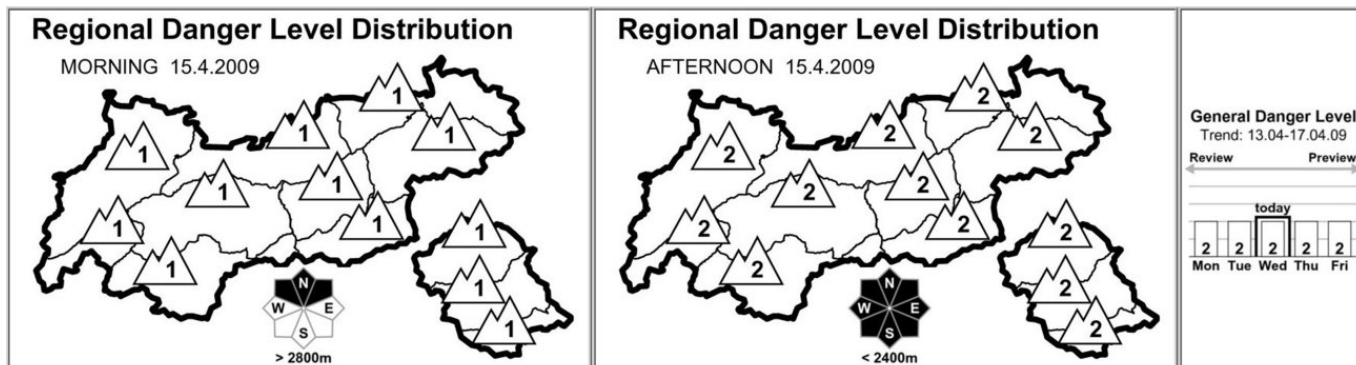 Regional Danger Level Distribution
MORNING 15.4.2009
1
1
1
1
1
1
1
1
1
1
1
1
N
W E
S
> 2800m
Regional Danger Level Distribution
AFTERNOON 15.4.2009
2
2
2
2
2
2
2
2
2
2
2
2
N
W E
S
< 2400m
General Danger Level
Trend: 13.04-17.04.09
Review Preview
today
2 2 2 2 2
Mon Tue Wed Thu Fri